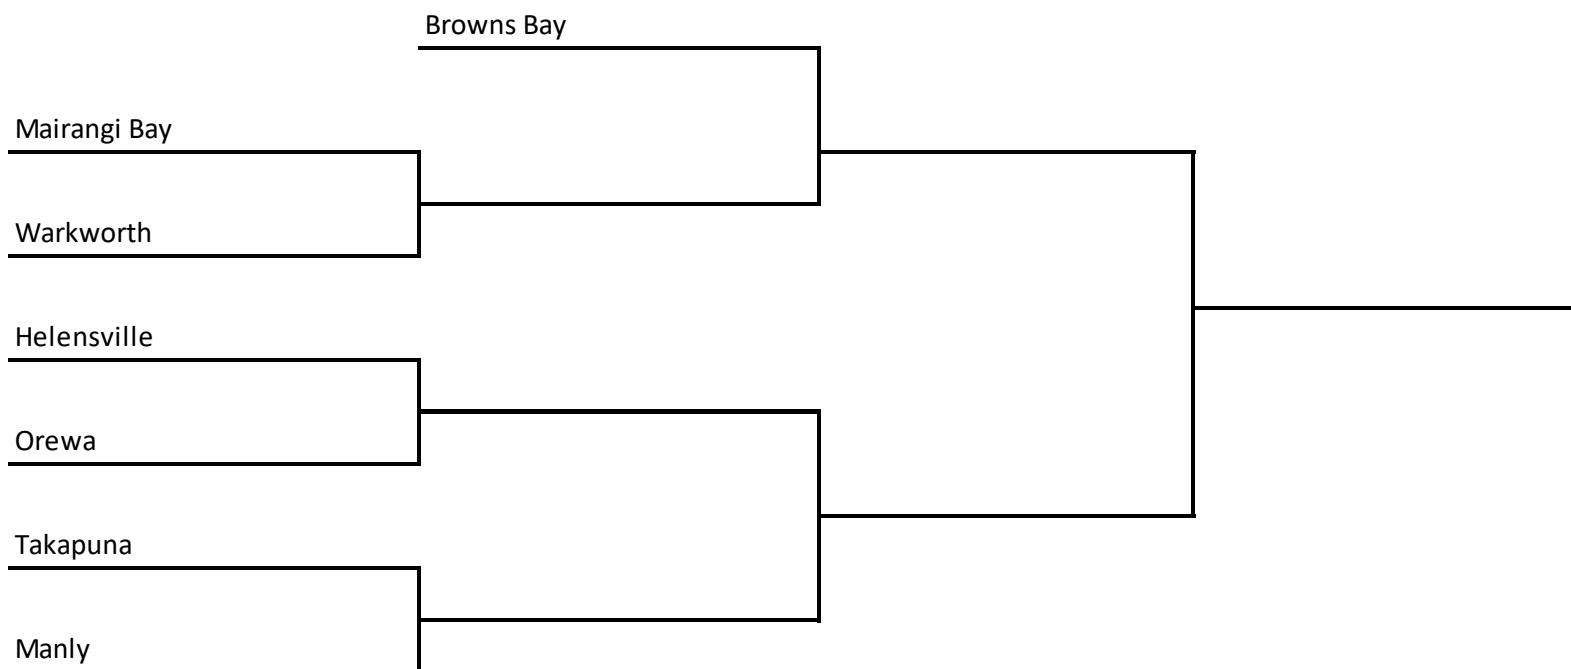 Browns Bay
Mairangi Bay
Warkworth
Helensville
Orewa
Takapuna
Manly